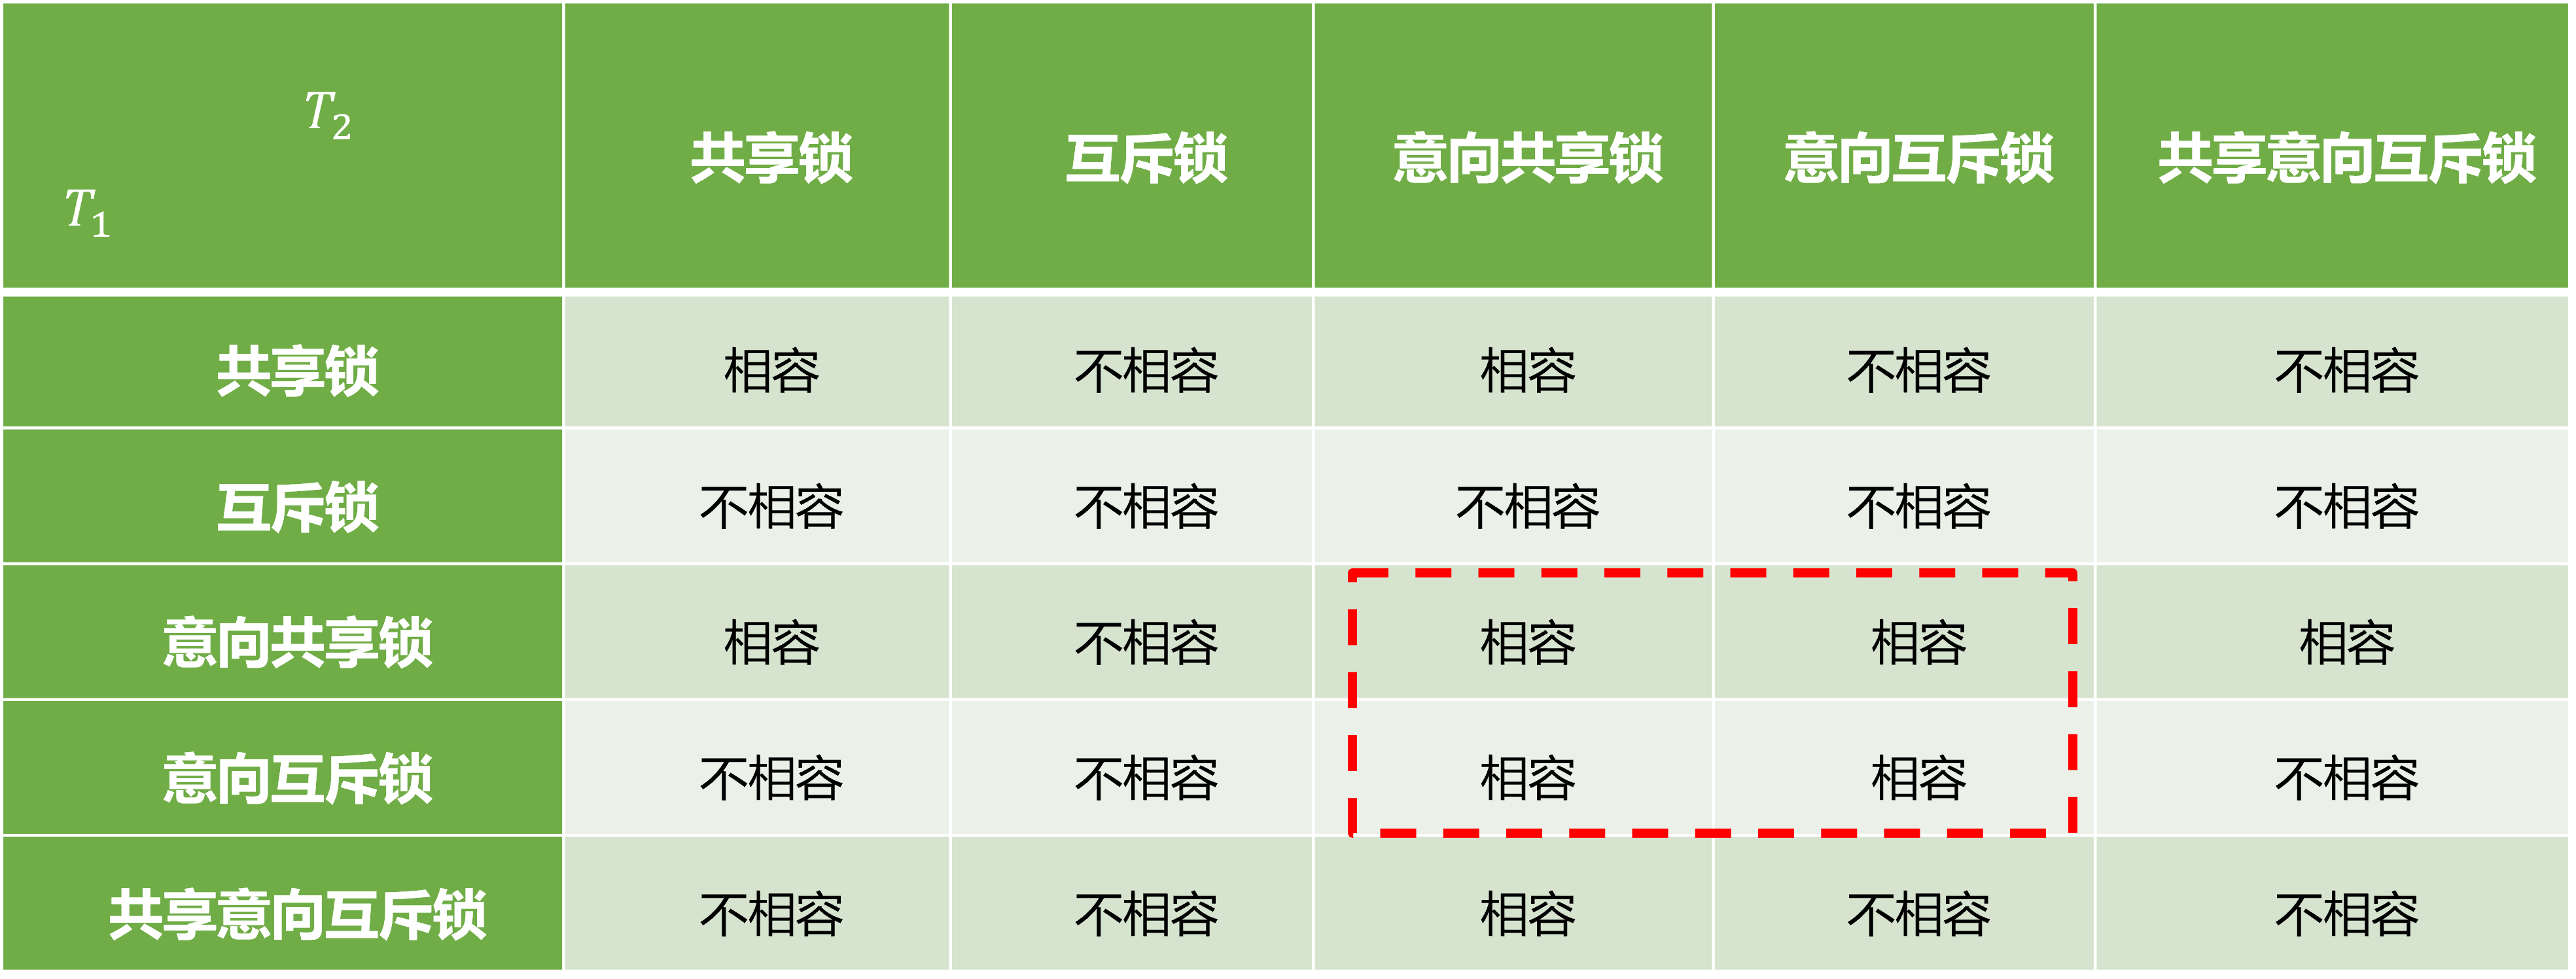 T₂
T₁
共享锁 互斥锁 意向共享锁 意向互斥锁 共享意向互斥锁
共享锁 相容 不相容 相容 不相容 不相容
互斥锁 不相容 不相容 不相容 不相容 不相容
意向共享锁 相容 不相容 相容 相容 相容
意向互斥锁 不相容 不相容 相容 相容 不相容
共享意向互斥锁 不相容 不相容 相容 不相容 不相容